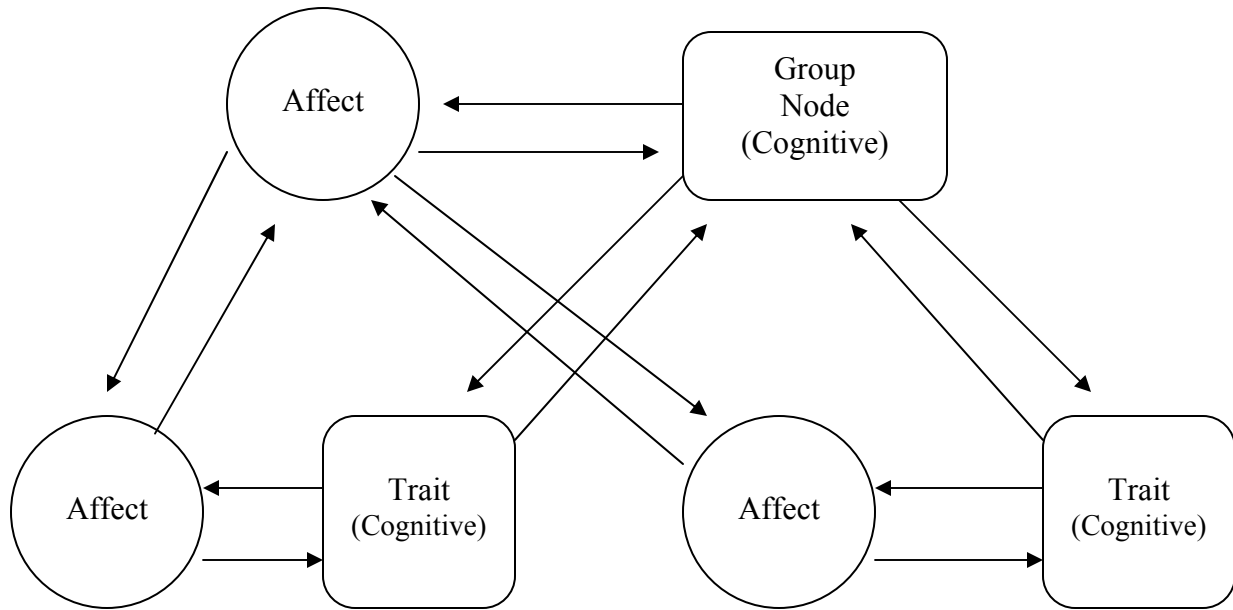 Affect
Group
Node
(Cognitive)
Affect
Trait
(Cognitive)
Affect
Trait
(Cognitive)